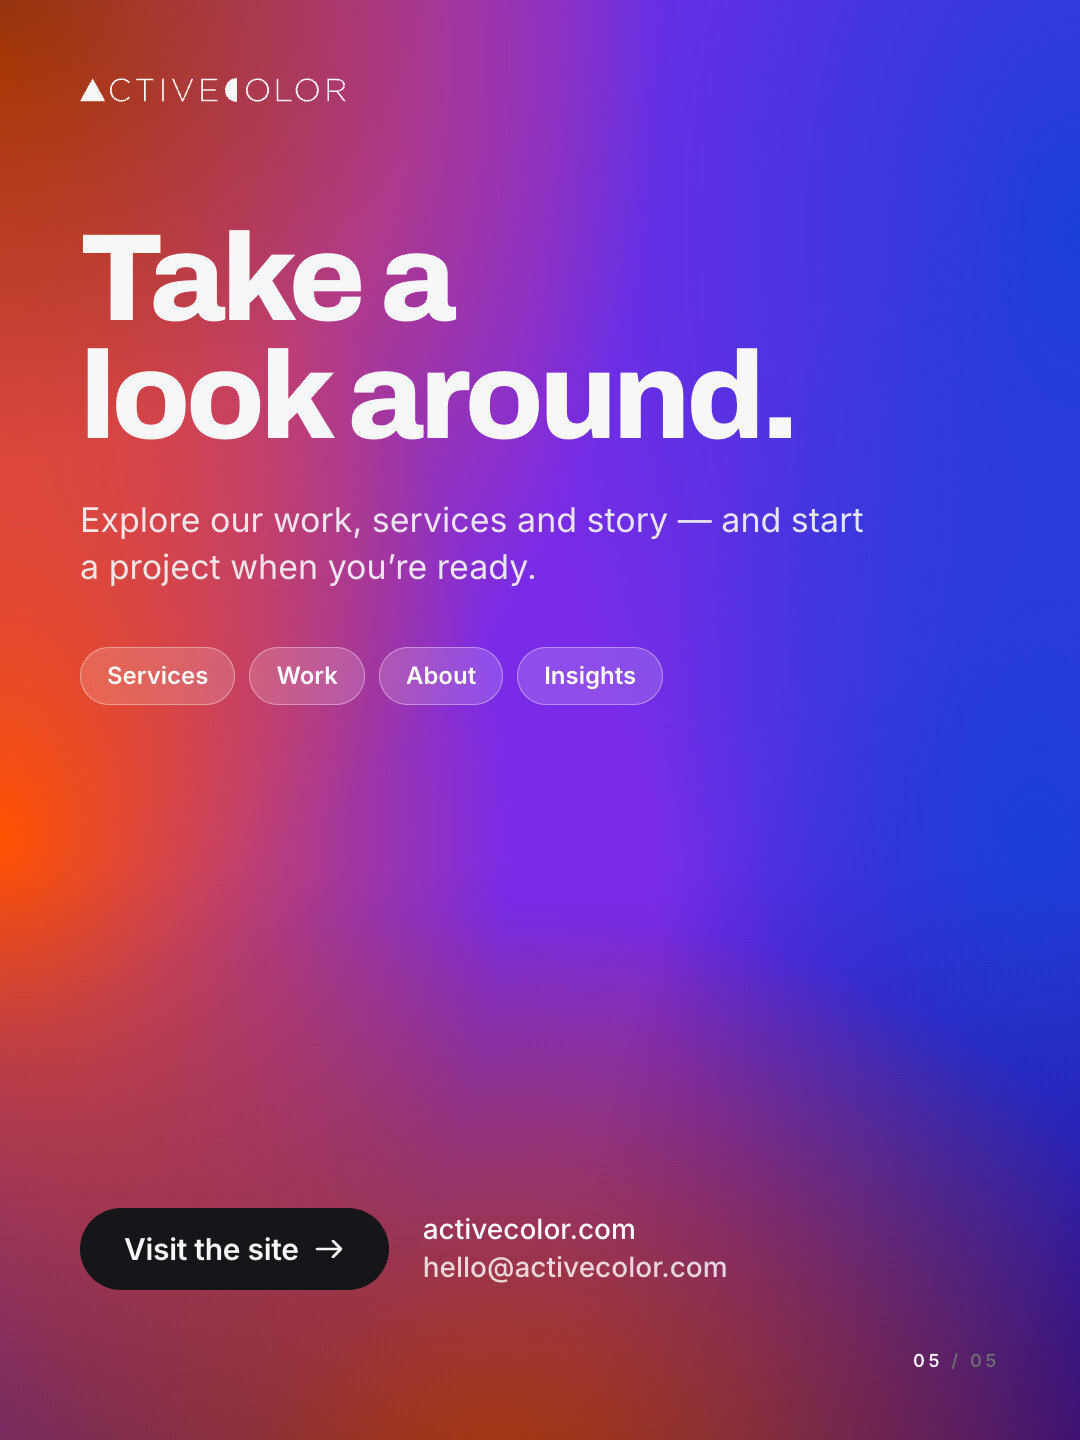 ACTIVECOLOR
Take a
look around.
Explore our work, services and story — and start
a project when you’re ready.
Services Work About Insights
Visit the site →
activecolor.com
hello@activecolor.com
05 / 05